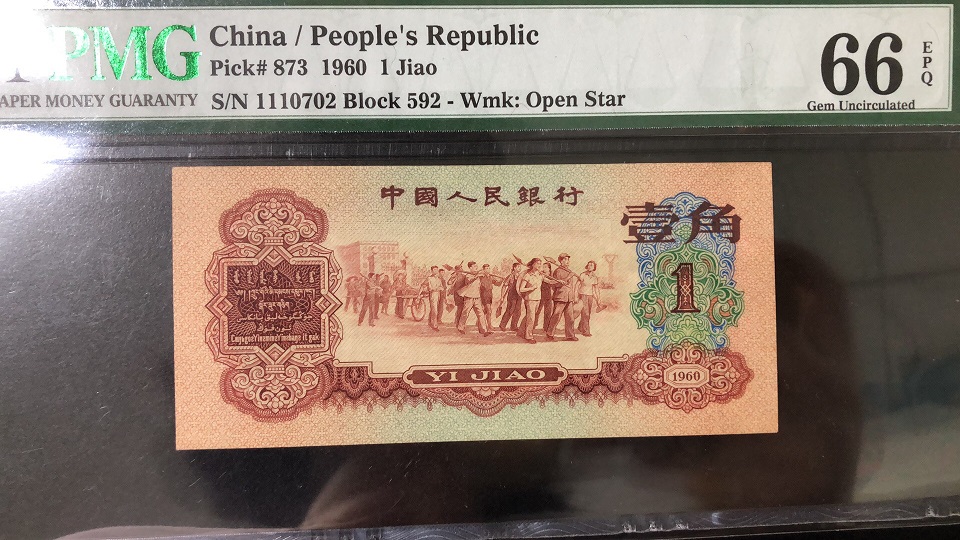 PMG
China / People's Republic
Pick# 873 1960 1 Jiao
PAPER MONEY GUARANTY
S/N 1110702 Block 592 - Wmk: Open Star
66
EPQ
Gem Uncirculated
中國人民銀行
壹角
1
YI JIAO
1960